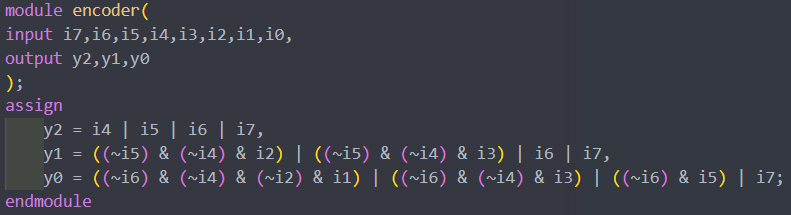 module encoder(
input i7,i6,i5,i4,i3,i2,i1,i0,
output y2,y1,y0
);
assign
y2 = i4 | i5 | i6 | i7,
y1 = ((~i5) & (~i4) & i2) | ((~i5) & (~i4) & i3) | i6 | i7,
y0 = ((~i6) & (~i4) & (~i2) & i1) | ((~i6) & (~i4) & i3) | ((~i6) & i5) | i7;
endmodule